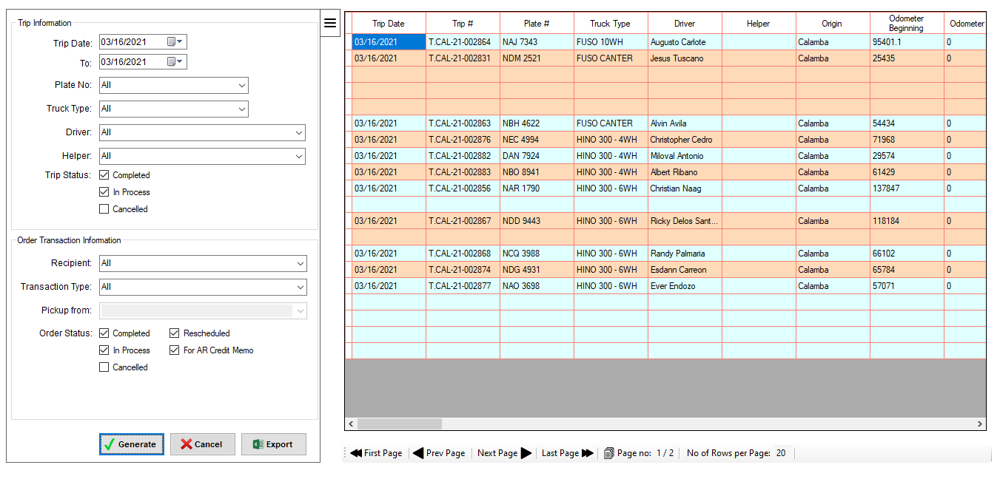 Trip Information
Trip Date: 03/16/2021
To: 03/16/2021
Plate No: All
Truck Type: All
Driver: All
Helper: All
Trip Status: Completed
In Process
Cancelled
Order Transaction Information
Recipient: All
Transaction Type: All
Pickup from:
Order Status: Completed Rescheduled
In Process For AR Credit Memo
Cancelled
Generate Cancel Export
Trip Date Trip # Plate # Truck Type Driver Helper Origin Odometer Beginning Odometer
03/16/2021 T.CAL-21-002864 NAJ 7343 FUSO 10WH Augusto Carlote Calamba 95401.1 0
03/16/2021 T.CAL-21-002831 NDM 2521 FUSO CANTER Jesus Tuscano Calamba 25435 0
03/16/2021 T.CAL-21-002863 NBH 4622 FUSO CANTER Alvin Avila Calamba 54434 0
03/16/2021 T.CAL-21-002876 NEC 4994 HINO 300 - 4WH Christopher Cedro Calamba 71968 0
03/16/2021 T.CAL-21-002882 DAN 7924 HINO 300 - 4WH Miloval Antonio Calamba 29574 0
03/16/2021 T.CAL-21-002883 NBO 8941 HINO 300 - 4WH Albert Ribano Calamba 61429 0
03/16/2021 T.CAL-21-002856 NAR 1790 HINO 300 - 6WH Christian Naag Calamba 137847 0
03/16/2021 T.CAL-21-002867 NDD 9443 HINO 300 - 6WH Ricky Delos Sant... Calamba 118184 0
03/16/2021 T.CAL-21-002868 NCQ 3988 HINO 300 - 6WH Randy Palmaria Calamba 66102 0
03/16/2021 T.CAL-21-002874 NDG 4931 HINO 300 - 6WH Esdann Carreon Calamba 65784 0
03/16/2021 T.CAL-21-002877 NAO 3698 HINO 300 - 6WH Ever Endozo Calamba 57071 0
First Page Prev Page Next Page Last Page Page no: 1 / 2 No of Rows per Page: 20